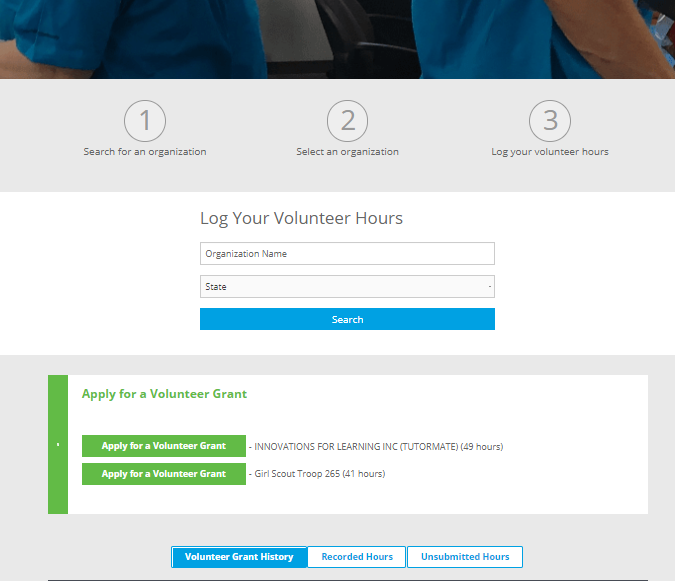 1
2
3
Search for an organization
Select an organization
Log your volunteer hours
Log Your Volunteer Hours
Organization Name
State
Search
Apply for a Volunteer Grant
Apply for a Volunteer Grant - INNOVATIONS FOR LEARNING INC (TUTORMATE) (49 hours)
Apply for a Volunteer Grant - Girl Scout Troop 265 (41 hours)
Volunteer Grant History
Recorded Hours
Unsubmitted Hours